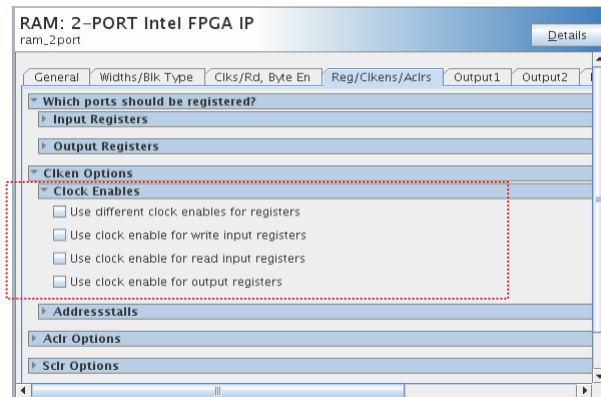 RAM: 2-PORT Intel FPGA IP
ram_2port
Details
General Widths/Blk Type Clks/Rd, Byte En Reg/Clkens/Aclrs Output1 Output2
Which ports should be registered?
Input Registers
Output Registers
Clken Options
Clock Enables
Use different clock enables for registers
Use clock enable for write input registers
Use clock enable for read input registers
Use clock enable for output registers
Addressstalls
Aclr Options
Sclr Options